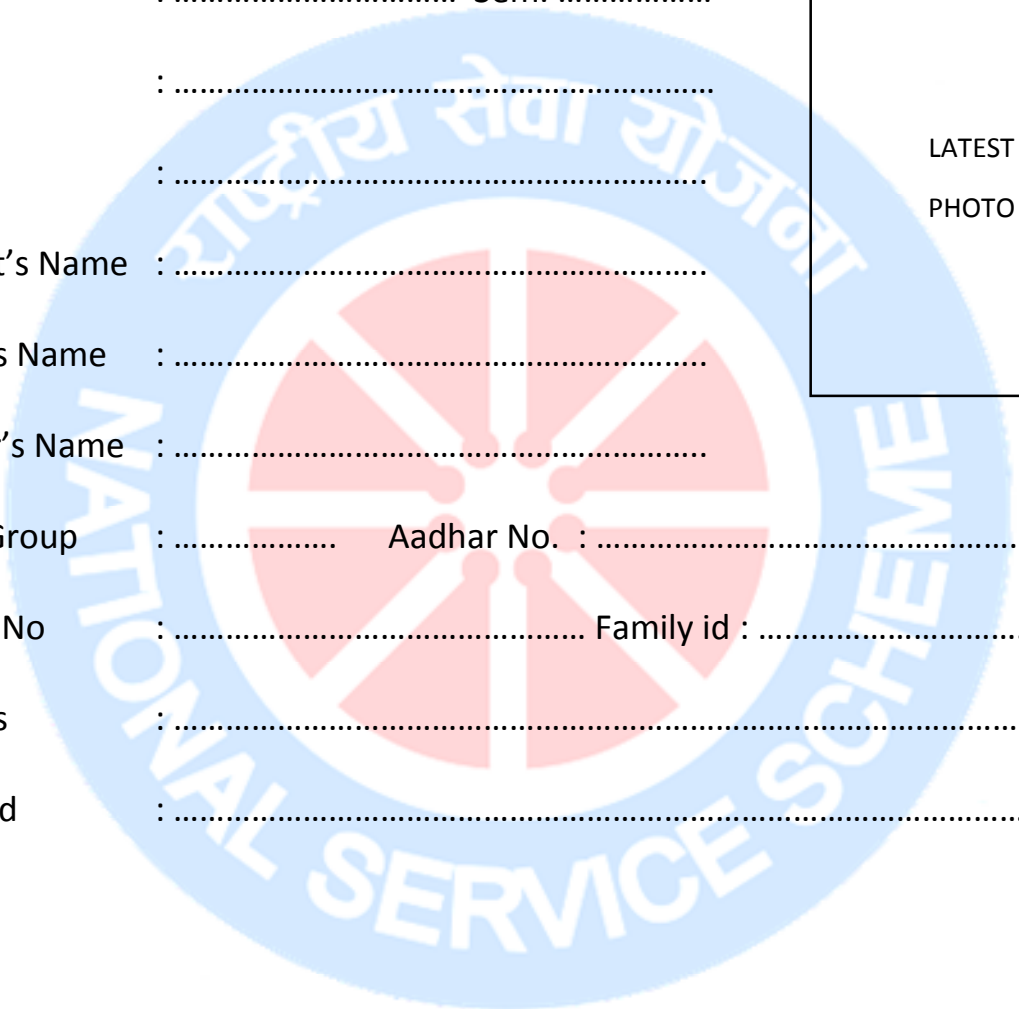 : ………………………… Sem. ……………
: ……………………………………………………
: ……………………………………………………
LATEST
PHOTO
t’s Name : ……………………………………………………
s Name : ……………………………………………………
r’s Name : ……………………………………………………
Group : ………………. Aadhar No. : …………………………………………
No : ………………………………………… Family id : …………………………
s : ……………………………………………………………………………………
d : ……………………………………………………………………………………
राष्ट्रीय सेवा योजना
NATIONAL SERVICE SCHEME